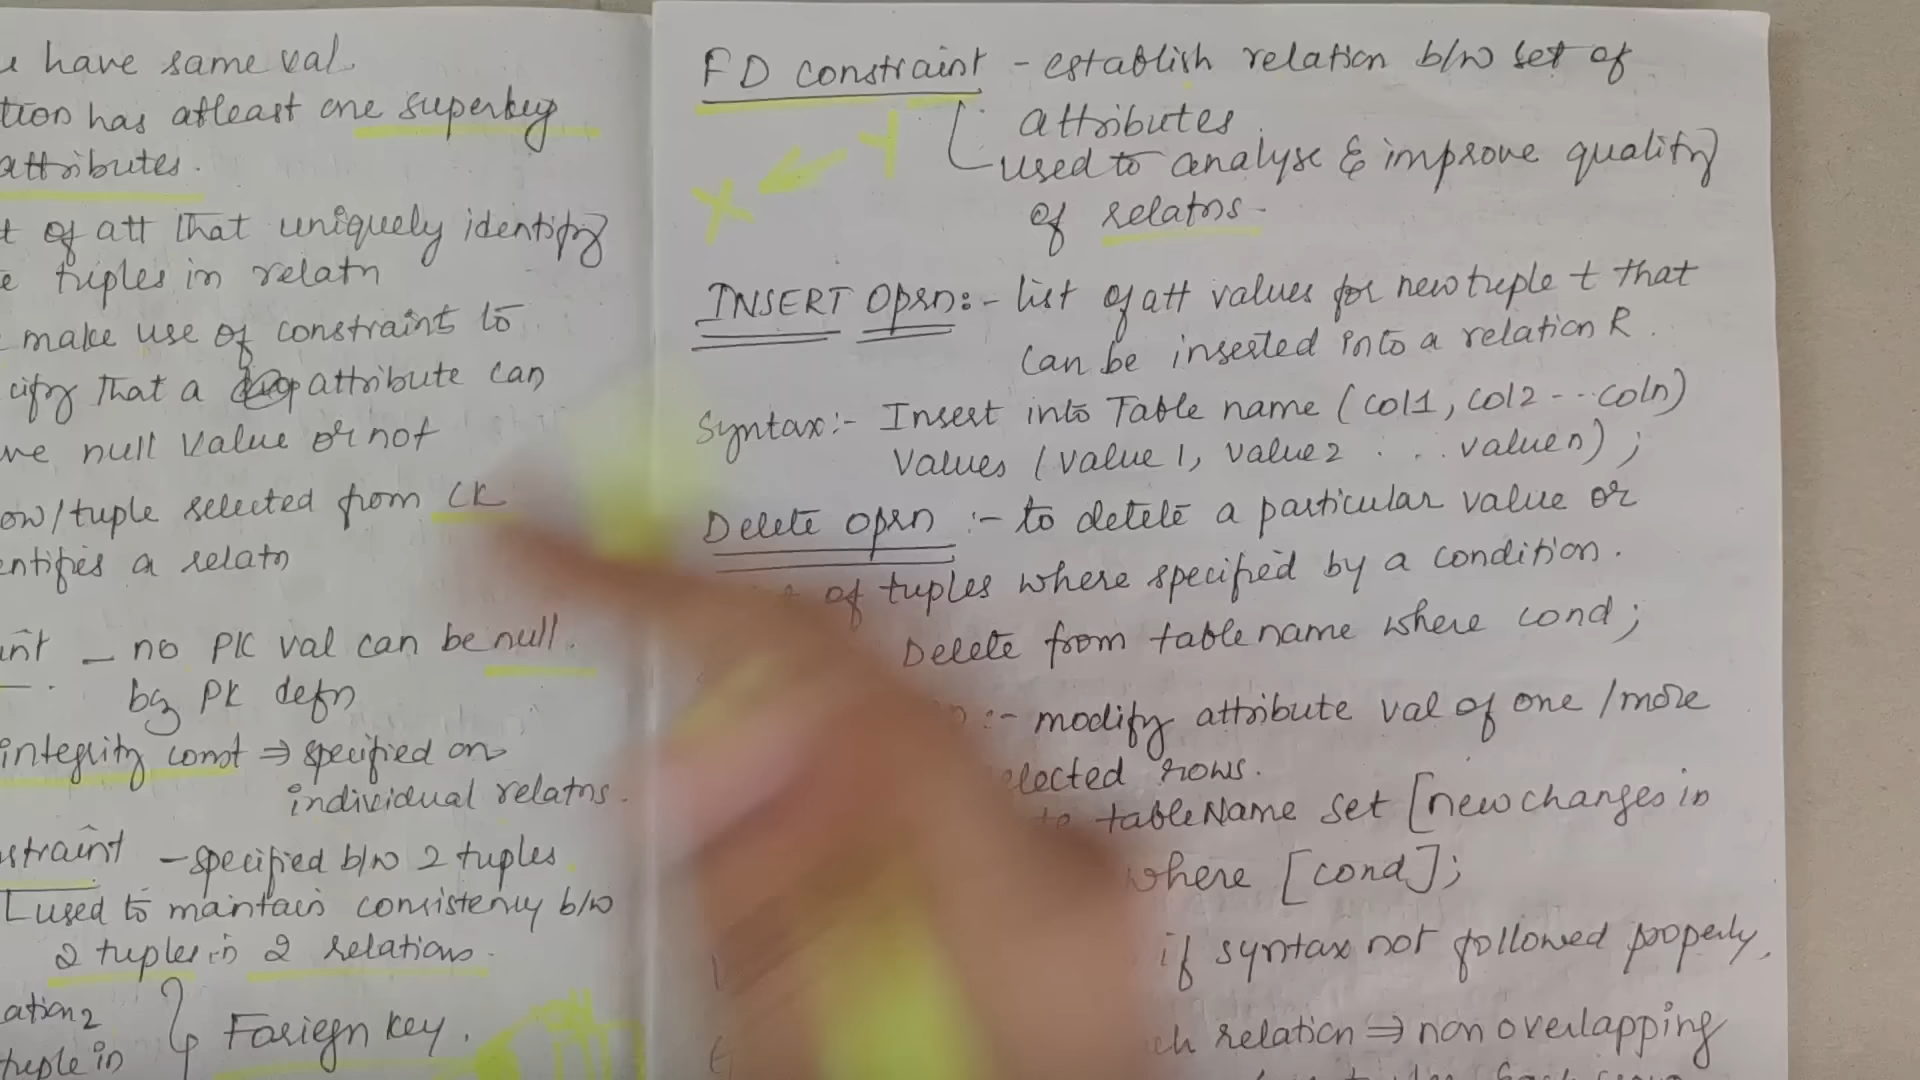 have same val.
tion has atleast one superkey
attributes.
of att that uniquely identify
tuples in relatn
make use of constraint to
cify that a attribute can
null value or not
ow/tuple selected from CK
entifies a relatn
int - no PK val can be null.
by PK defn
integrity const ⇒ specified on
individual relatns.
straint - specified b/w 2 tuples
used to maintain consistency b/w
2 tuples in 2 relations.
ation2
tuple in
Foriegn key.
FD constraint - establish relation b/w set of
attributes
used to analyse & improve quality
of relatns.
X ← Y
INSERT Oprn:- list of att values for new tuple t that
can be inserted into a relation R.
Syntax:- Insert into Table name (col1, col2 --- coln)
Values (value 1, value 2 . . . value n);
Delete oprn :- to delete a particular value or
of tuples where specified by a condition.
Delete from table name where cond;
:- modify attribute val of one / more
elected rows.
tableName set [new changes in
where [cond];
if syntax not followed properly.
ch relation ⇒ non overlapping